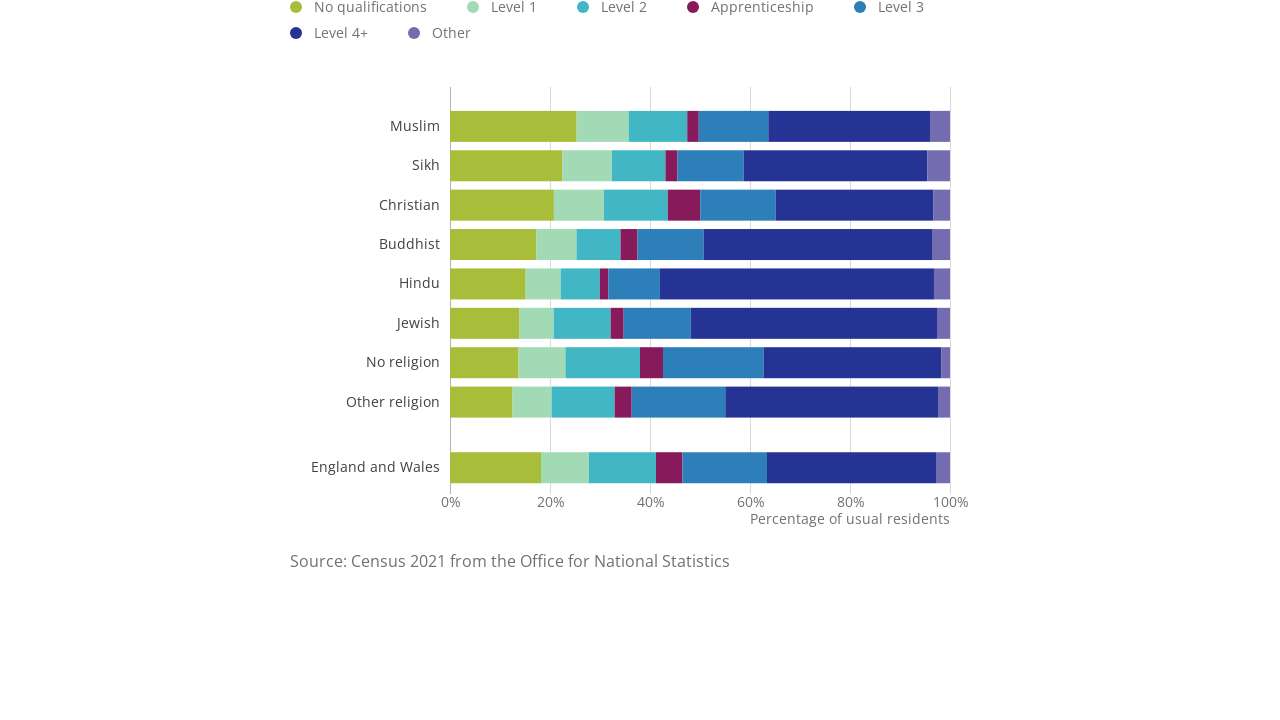 No qualifications Level 1 Level 2 Apprenticeship Level 3
Level 4+ Other
Muslim
Sikh
Christian
Buddhist
Hindu
Jewish
No religion
Other religion
England and Wales
0% 20% 40% 60% 80% 100%
Percentage of usual residents
Source: Census 2021 from the Office for National Statistics